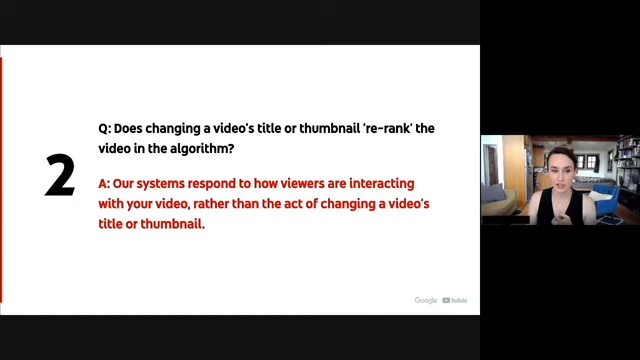 2
Q: Does changing a video's title or thumbnail 're-rank' the
video in the algorithm?
A: Our systems respond to how viewers are interacting
with your video, rather than the act of changing a video's
title or thumbnail.
Google YouTube